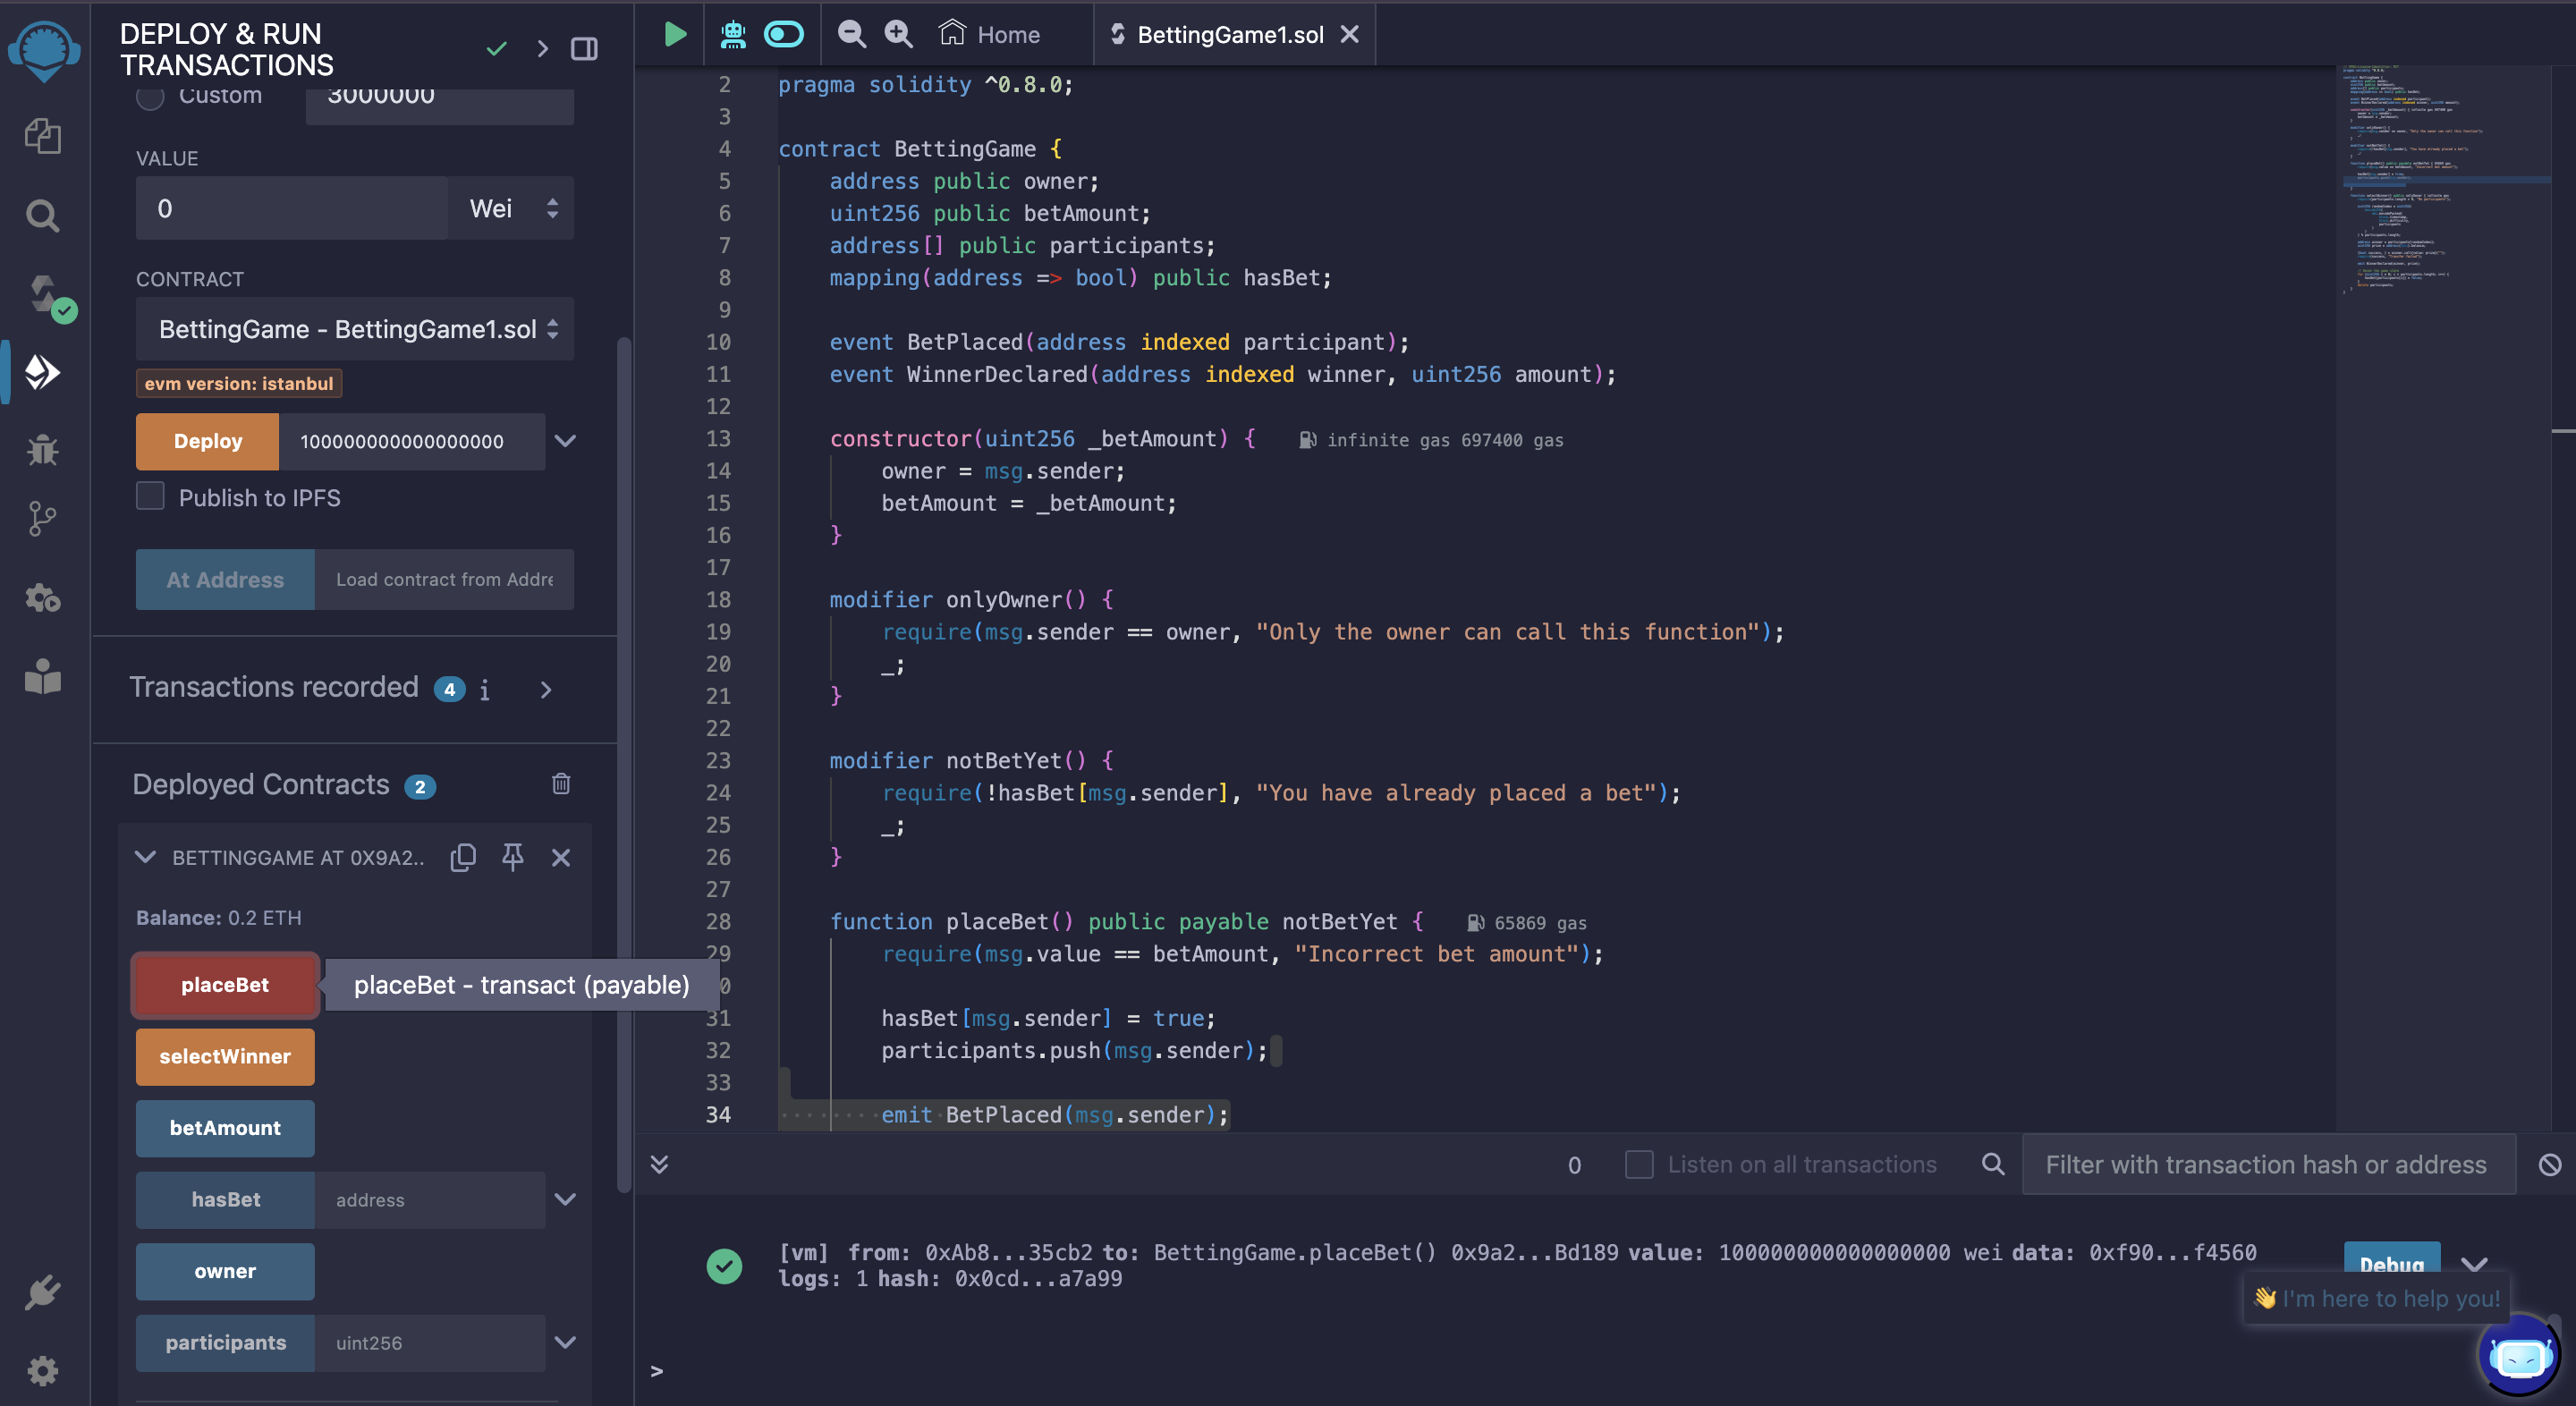 DEPLOY & RUN
TRANSACTIONS
Custom
3000000
VALUE
0
Wei
CONTRACT
BettingGame - BettingGame1.sol
evm version: istanbul
Deploy
100000000000000000
Publish to IPFS
At Address
Load contract from Addre
Transactions recorded 4 i
Deployed Contracts 2
BETTINGGAME AT 0X9A2..
Balance: 0.2 ETH
placeBet
placeBet - transact (payable)
selectWinner
betAmount
hasBet
address
owner
participants
uint256
Home
BettingGame1.sol
2 pragma solidity ^0.8.0;
3
4 contract BettingGame {
5 address public owner;
6 uint256 public betAmount;
7 address[] public participants;
8 mapping(address => bool) public hasBet;
9
10 event BetPlaced(address indexed participant);
11 event WinnerDeclared(address indexed winner, uint256 amount);
12
13 constructor(uint256 _betAmount) { infinite gas 697400 gas
14 owner = msg.sender;
15 betAmount = _betAmount;
16 }
17
18 modifier onlyOwner() {
19 require(msg.sender == owner, "Only the owner can call this function");
20 _;
21 }
22
23 modifier notBetYet() {
24 require(!hasBet[msg.sender], "You have already placed a bet");
25 _;
26 }
27
28 function placeBet() public payable notBetYet { 65869 gas
29 require(msg.value == betAmount, "Incorrect bet amount");
0
31 hasBet[msg.sender] = true;
32 participants.push(msg.sender);
33
34 emit BetPlaced(msg.sender);
0
Listen on all transactions
Filter with transaction hash or address
[vm] from: 0xAb8...35cb2 to: BettingGame.placeBet() 0x9a2...Bd189 value: 100000000000000000 wei data: 0xf90...f4560
logs: 1 hash: 0x0cd...a7a99
Debug
👋 I'm here to help you!
>